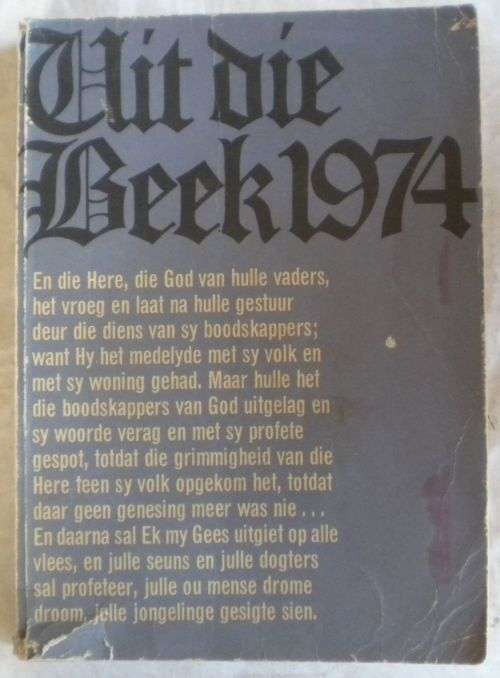 Uit die
Beek 1974
En die Here, die God van hulle vaders,
het vroeg en laat na hulle gestuur
deur die diens van sy boodskappers;
want Hy het medelyde met sy volk en
met sy woning gehad. Maar hulle het
die boodskappers van God uitgelag en
sy woorde verag en met sy profete
gespot, totdat die grimmigheid van die
Here teen sy volk opgekom het, totdat
daar geen genesing meer was nie . . .
En daarna sal Ek my Gees uitgiet op alle
vlees, en julle seuns en julle dogters
sal profeteer, julle ou mense drome
droom, julle jongelinge gesigte sien.